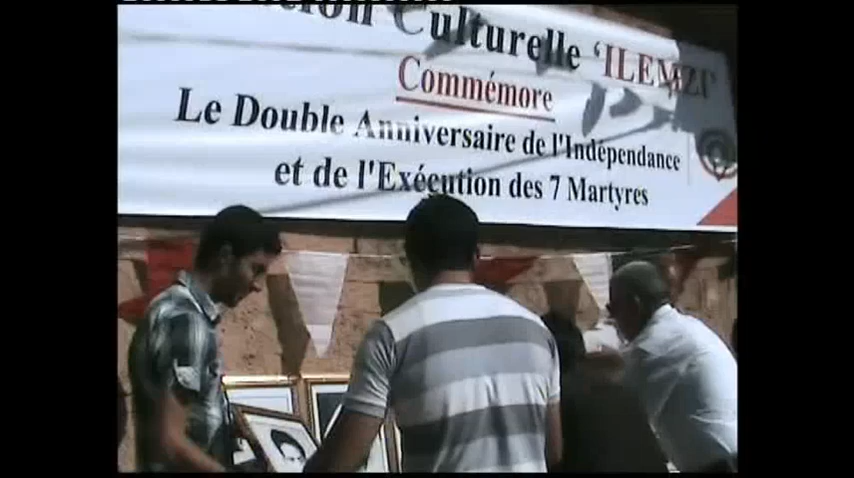 Culturelle 'ILEMZI'
Commémore
Le Double Anniversaire de l'Indépendance
et de l'Exécution des 7 Martyres